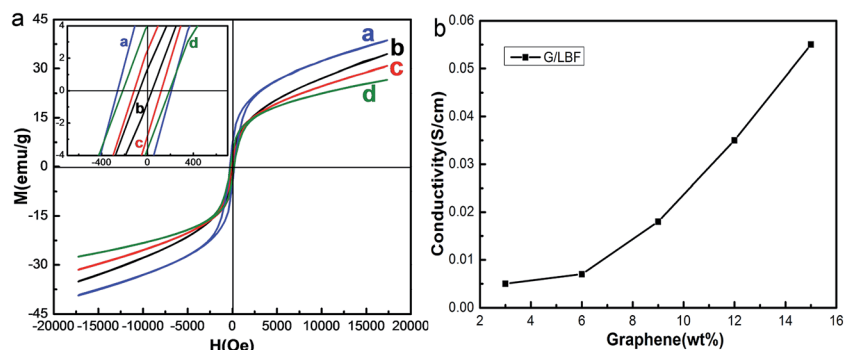 a
45
30
15
0
-15
-30
-45
M(emu/g)
-20000 -15000 -10000 -5000 0 5000 10000 15000 20000
H(Oe)
a
b
c
d
4
2
0
-2
-4
-400 0 400
a
d
b
c
b
0.06
0.05
0.04
0.03
0.02
0.01
0.00
Conductivity(S/cm)
G/LBF
2 4 6 8 10 12 14 16
Graphene(wt%)